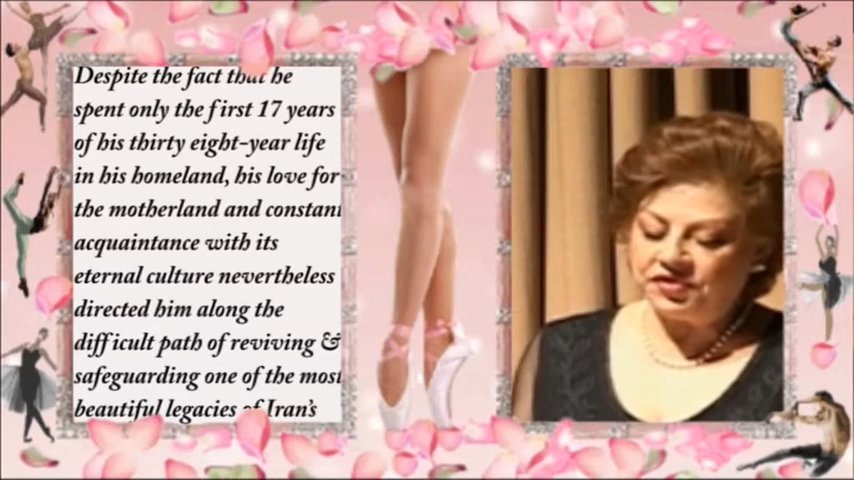 Despite the fact that he
spent only the first 17 years
of his thirty eight-year life
in his homeland, his love for
the motherland and constant
acquaintance with its
eternal culture nevertheless
directed him along the
difficult path of reviving &
safeguarding one of the most
beautiful legacies of Iran's